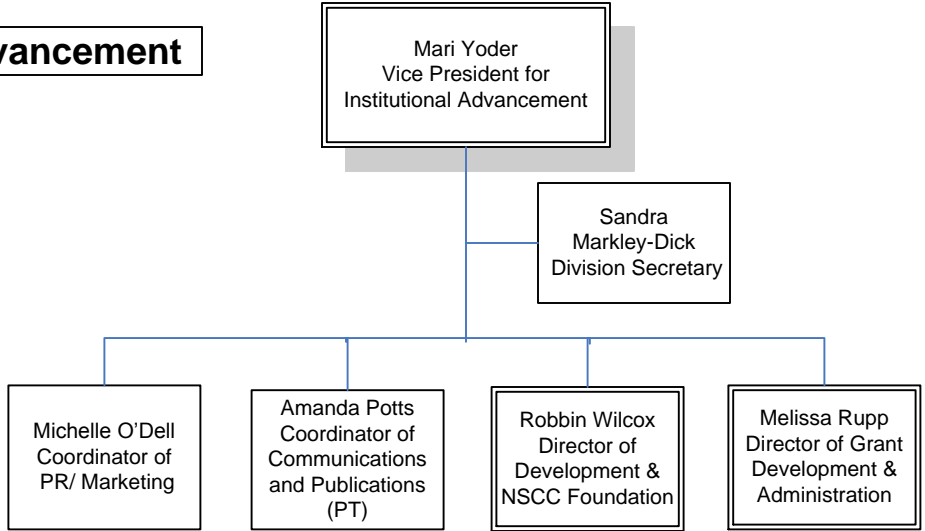 Mari Yoder
Vice President for
Institutional Advancement
Sandra
Markley-Dick
Division Secretary
Michelle O’Dell
Coordinator of
PR/ Marketing
Amanda Potts
Coordinator of
Communications
and Publications
(PT)
Robbin Wilcox
Director of
Development &
NSCC Foundation
Melissa Rupp
Director of Grant
Development &
Administration